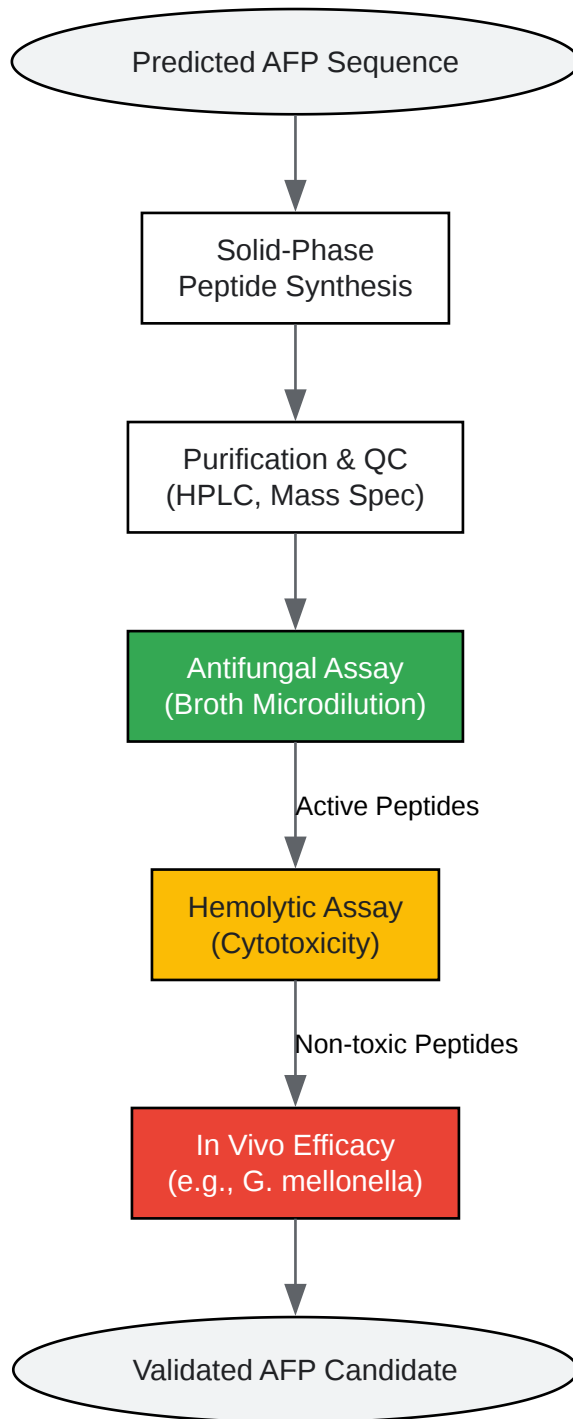 Predicted AFP Sequence
Solid-Phase
Peptide Synthesis
Purification & QC
(HPLC, Mass Spec)
Antifungal Assay
(Broth Microdilution)
Active Peptides
Hemolytic Assay
(Cytotoxicity)
Non-toxic Peptides
In Vivo Efficacy
(e.g., G. mellonella)
Validated AFP Candidate